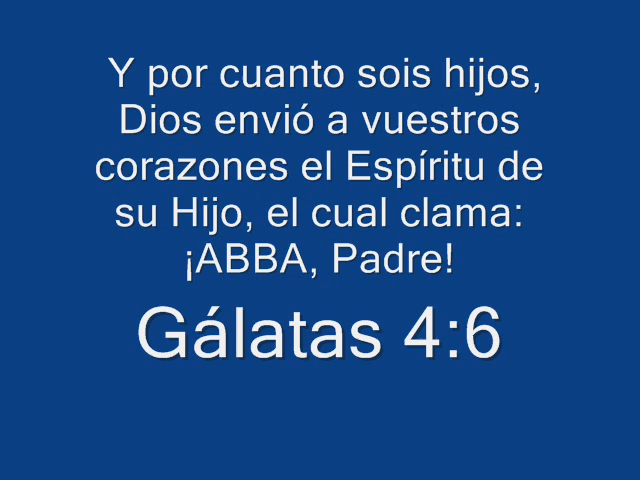 Y por cuanto sois hijos,
Dios envió a vuestros
corazones el Espíritu de
su Hijo, el cual clama:
¡ABBA, Padre!
Gálatas 4:6